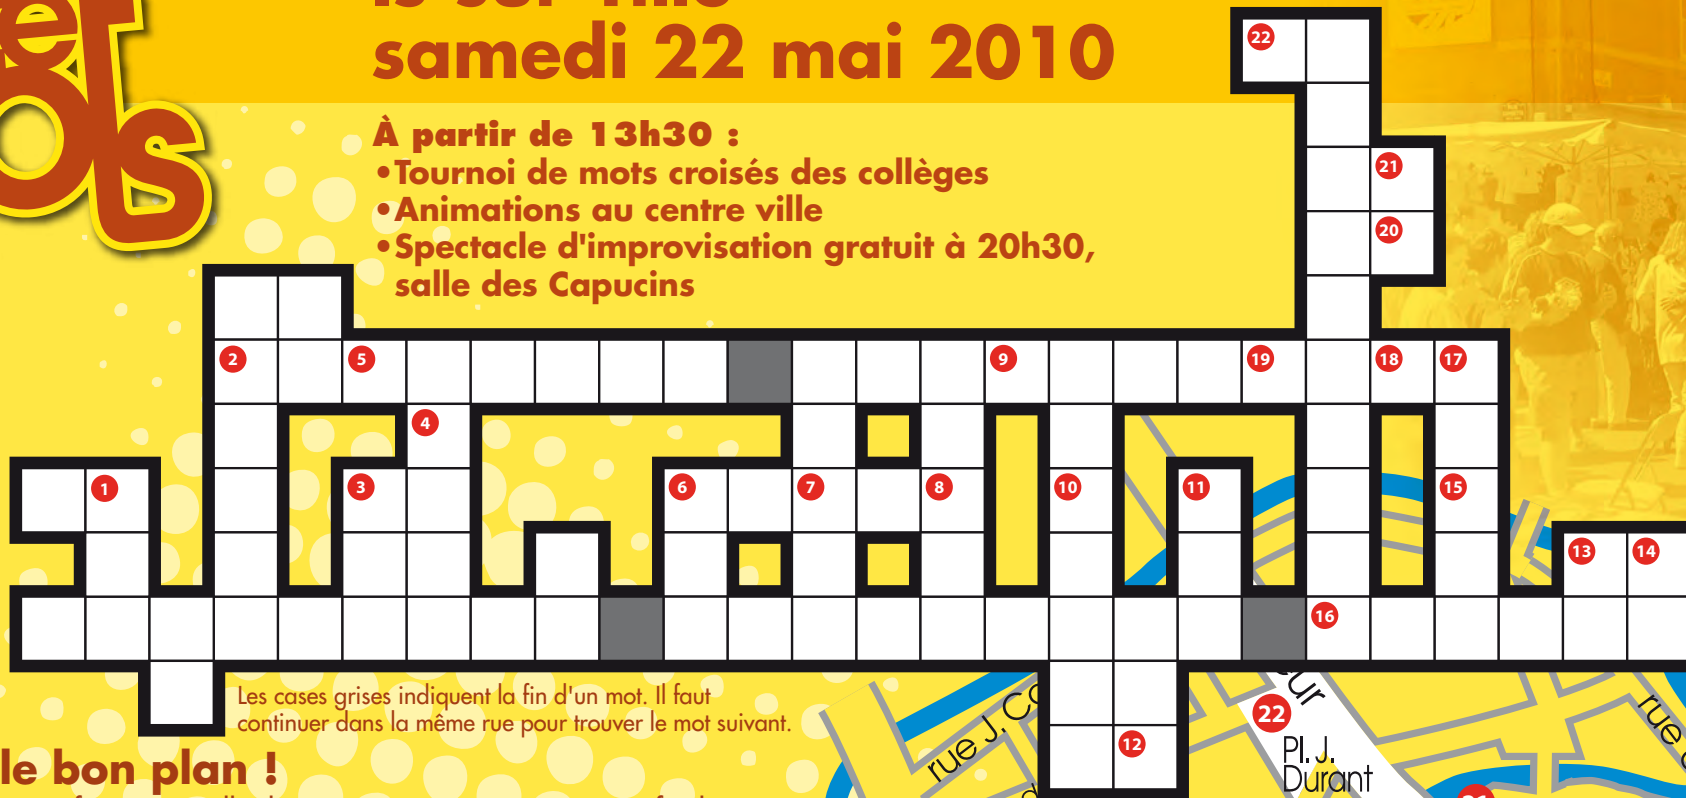 samedi 22 mai 2010
À partir de 13h30 :
•Tournoi de mots croisés des collèges
•Animations au centre ville
•Spectacle d'improvisation gratuit à 20h30,
salle des Capucins
22
21
20
2 5 9 19 18 17
4
1 3 6 7 8 10 11 15
13 14
16
Les cases grises indiquent la fin d'un mot. Il faut
continuer dans la même rue pour trouver le mot suivant.
12
22
Pl. J.
Durant
rue J.
rue
le bon plan !